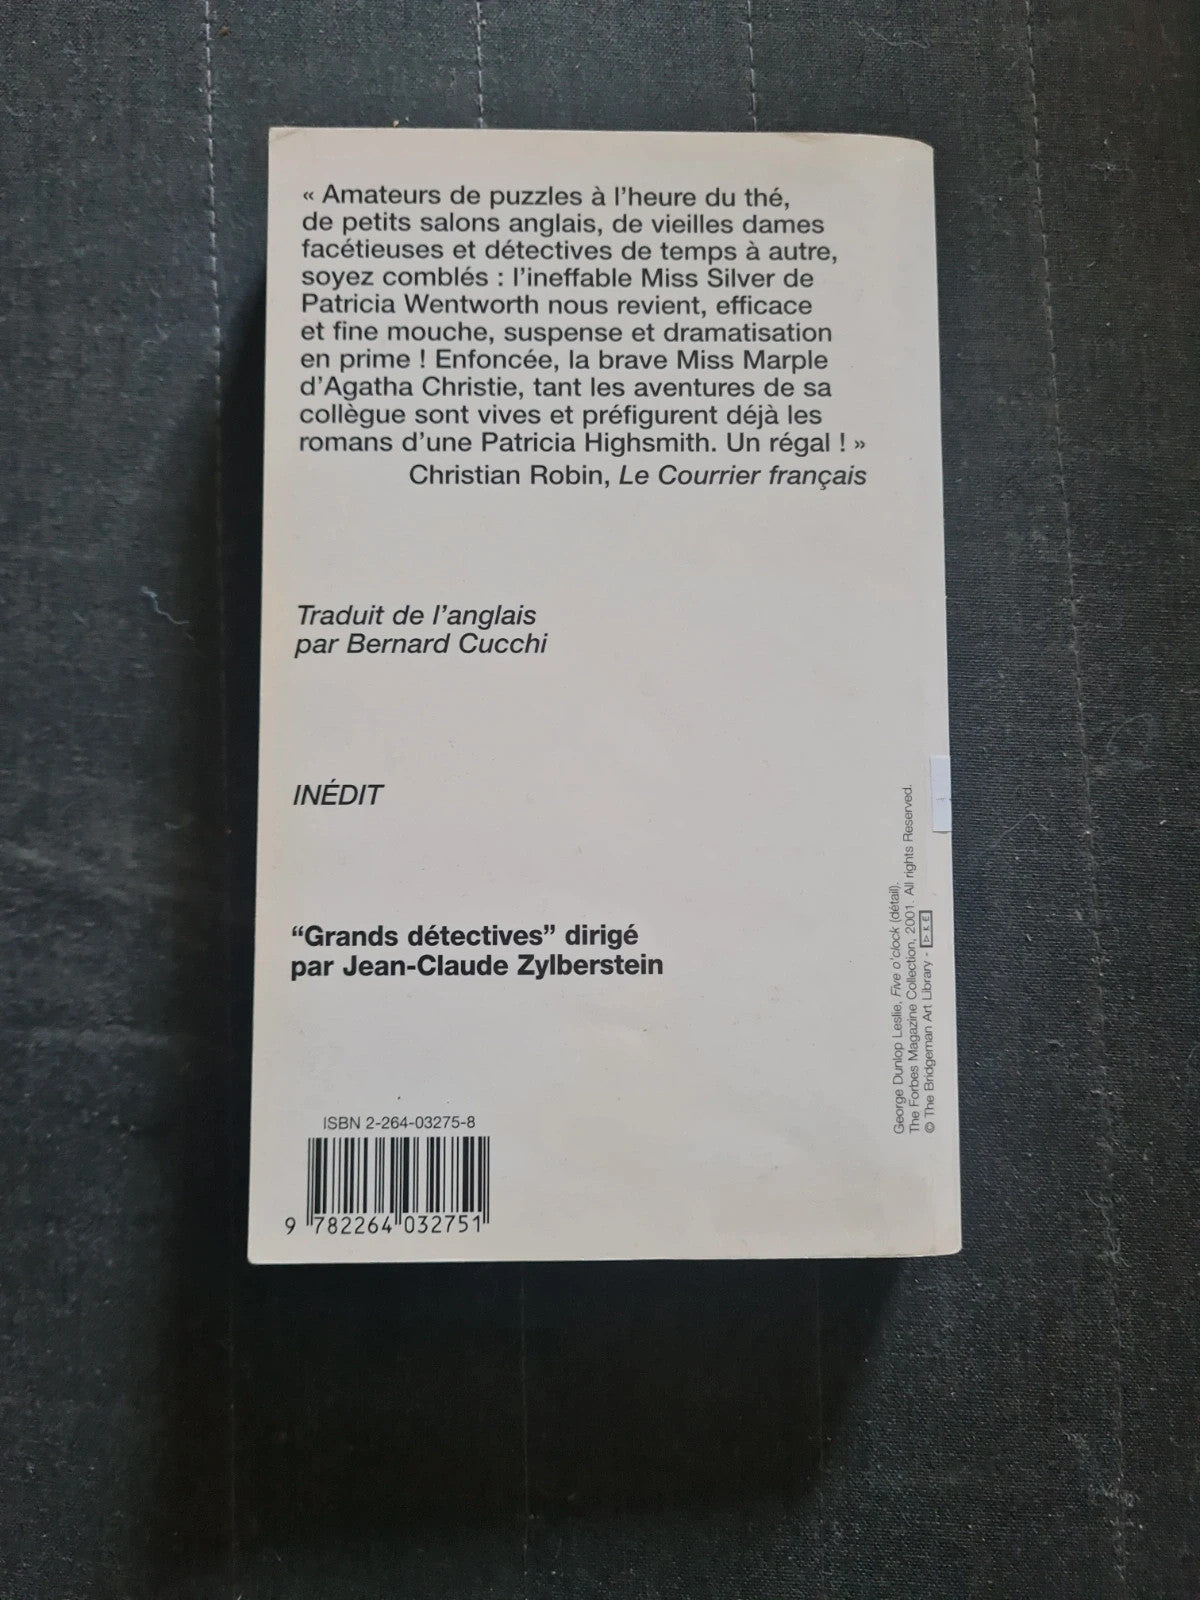 « Amateurs de puzzles à l’heure du thé,
de petits salons anglais, de vieilles dames
facétieuses et détectives de temps à autre,
soyez comblés : l’ineffable Miss Silver de
Patricia Wentworth nous revient, efficace
et fine mouche, suspense et dramatisation
en prime ! Enfoncée, la brave Miss Marple
d’Agatha Christie, tant les aventures de sa
collègue sont vives et préfigurent déjà les
romans d’une Patricia Highsmith. Un régal ! »
Christian Robin, Le Courrier français
Traduit de l’anglais
par Bernard Cucchi
INÉDIT
“Grands détectives” dirigé
par Jean-Claude Zylberstein
George Dunlop Leslie, Five o’clock (détail).
The Forbes Magazine Collection, 2001. All rights Reserved.
© The Bridgeman Art Library -
ISBN 2-264-03275-8
9 782264 032751